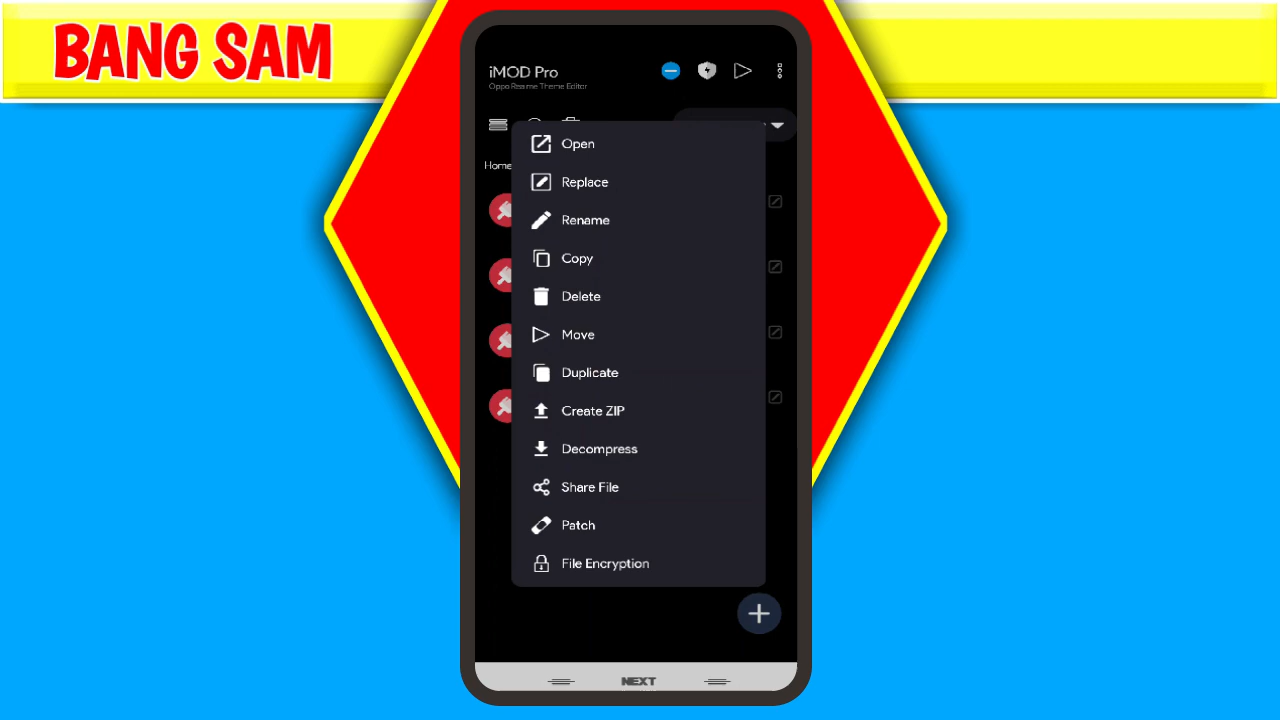 BANG SAM
iMOD Pro
Oppo Realme Theme Editor
Home
Open
Replace
Rename
Copy
Delete
Move
Duplicate
Create ZIP
Decompress
Share File
Patch
File Encryption
NEXT